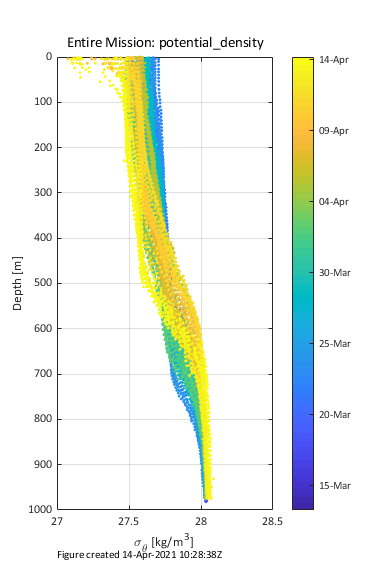 Entire Mission: potential_density
0
100
200
300
400
500
600
700
800
900
1000
Depth [m]
27
27.5
28
28.5
σθ [kg/m³]
14-Apr
09-Apr
04-Apr
30-Mar
25-Mar
20-Mar
15-Mar
Figure created 14-Apr-2021 10:28:38Z